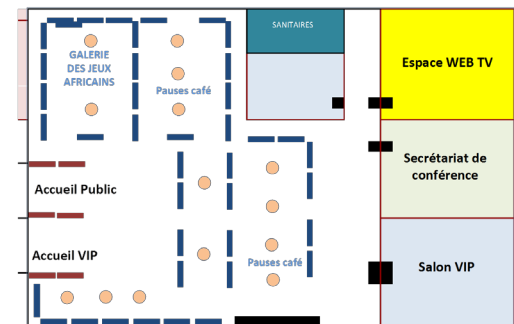 SANITAIRES
GALERIE
DES JEUX
AFRICAINS
Pauses café
Espace WEB TV
Secrétariat de
conférence
Accueil Public
Accueil VIP
Pauses café
Salon VIP